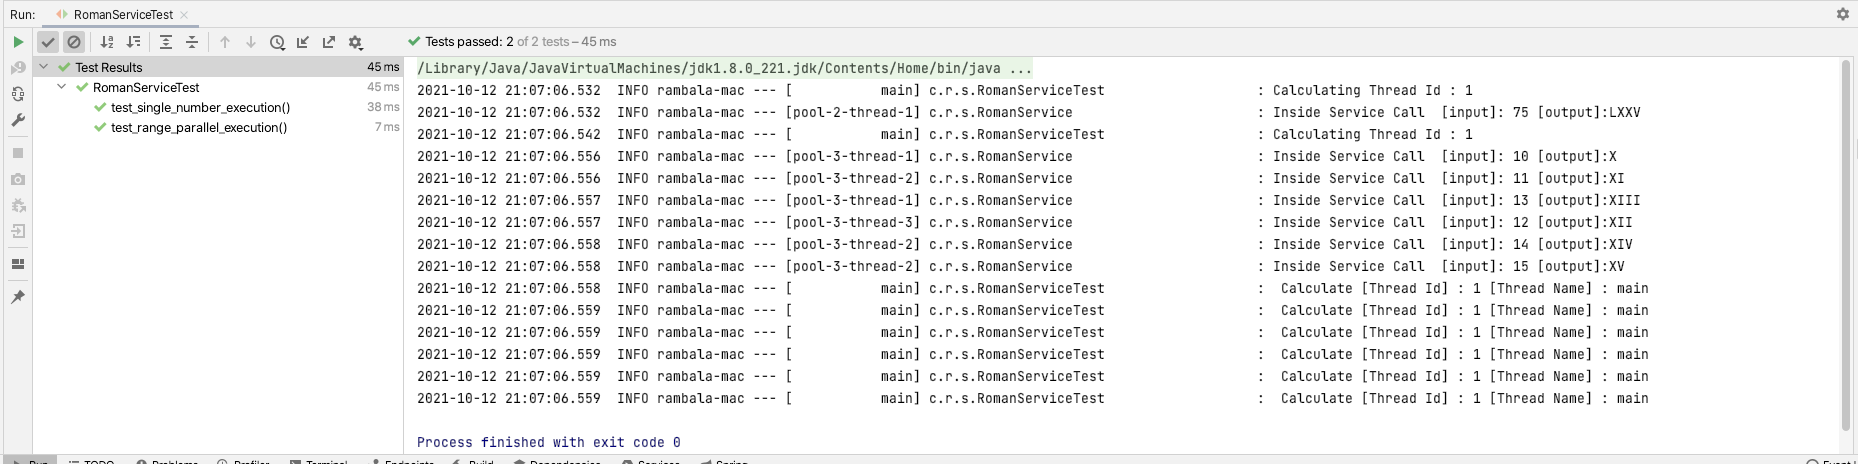 Run: RomanServiceTest
Tests passed: 2 of 2 tests – 45 ms
Test Results 45 ms
RomanServiceTest 45 ms
test_single_number_execution() 38 ms
test_range_parallel_execution() 7 ms
/Library/Java/JavaVirtualMachines/jdk1.8.0_221.jdk/Contents/Home/bin/java ...
2021-10-12 21:07:06.532  INFO rambala-mac --- [           main] c.r.s.RomanServiceTest                   : Calculating Thread Id : 1
2021-10-12 21:07:06.532  INFO rambala-mac --- [pool-2-thread-1] c.r.s.RomanService                       : Inside Service Call  [input]: 75 [output]:LXXV
2021-10-12 21:07:06.542  INFO rambala-mac --- [           main] c.r.s.RomanServiceTest                   : Calculating Thread Id : 1
2021-10-12 21:07:06.556  INFO rambala-mac --- [pool-3-thread-1] c.r.s.RomanService                       : Inside Service Call  [input]: 10 [output]:X
2021-10-12 21:07:06.556  INFO rambala-mac --- [pool-3-thread-2] c.r.s.RomanService                       : Inside Service Call  [input]: 11 [output]:XI
2021-10-12 21:07:06.557  INFO rambala-mac --- [pool-3-thread-1] c.r.s.RomanService                       : Inside Service Call  [input]: 13 [output]:XIII
2021-10-12 21:07:06.557  INFO rambala-mac --- [pool-3-thread-3] c.r.s.RomanService                       : Inside Service Call  [input]: 12 [output]:XII
2021-10-12 21:07:06.558  INFO rambala-mac --- [pool-3-thread-2] c.r.s.RomanService                       : Inside Service Call  [input]: 14 [output]:XIV
2021-10-12 21:07:06.558  INFO rambala-mac --- [pool-3-thread-2] c.r.s.RomanService                       : Inside Service Call  [input]: 15 [output]:XV
2021-10-12 21:07:06.558  INFO rambala-mac --- [           main] c.r.s.RomanServiceTest                   :  Calculate [Thread Id] : 1 [Thread Name] : main
2021-10-12 21:07:06.559  INFO rambala-mac --- [           main] c.r.s.RomanServiceTest                   :  Calculate [Thread Id] : 1 [Thread Name] : main
2021-10-12 21:07:06.559  INFO rambala-mac --- [           main] c.r.s.RomanServiceTest                   :  Calculate [Thread Id] : 1 [Thread Name] : main
2021-10-12 21:07:06.559  INFO rambala-mac --- [           main] c.r.s.RomanServiceTest                   :  Calculate [Thread Id] : 1 [Thread Name] : main
2021-10-12 21:07:06.559  INFO rambala-mac --- [           main] c.r.s.RomanServiceTest                   :  Calculate [Thread Id] : 1 [Thread Name] : main
2021-10-12 21:07:06.559  INFO rambala-mac --- [           main] c.r.s.RomanServiceTest                   :  Calculate [Thread Id] : 1 [Thread Name] : main
Process finished with exit code 0
Run TODO Problems Profiler Terminal Endpoints Build Dependencies Services Spring